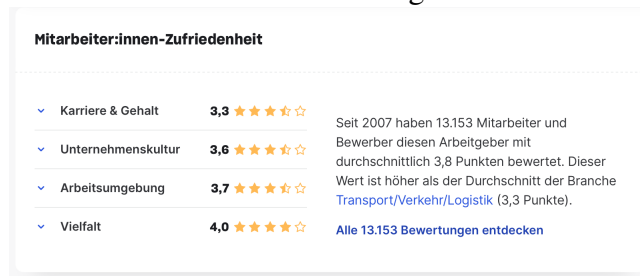 Mitarbeiter:innen-Zufriedenheit
Karriere & Gehalt 3,3
Unternehmenskultur 3,6
Arbeitsumgebung 3,7
Vielfalt 4,0
Seit 2007 haben 13.153 Mitarbeiter und
Bewerber diesen Arbeitgeber mit
durchschnittlich 3,8 Punkten bewertet. Dieser
Wert ist höher als der Durchschnitt der Branche
Transport/Verkehr/Logistik (3,3 Punkte).
Alle 13.153 Bewertungen entdecken